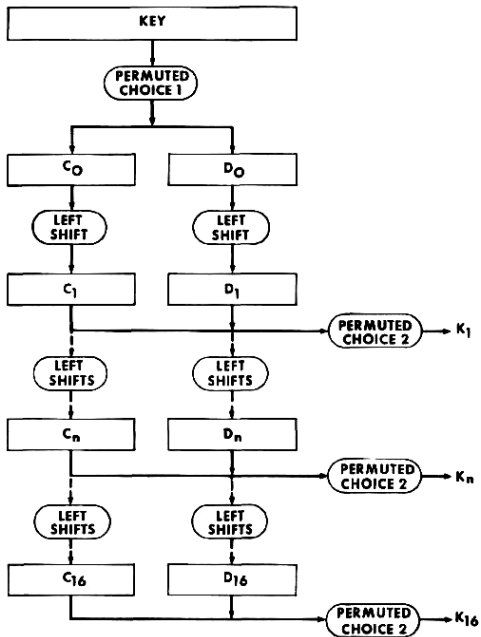 KEY
PERMUTED
CHOICE 1
C0 D0
LEFT
SHIFT
LEFT
SHIFT
C1 D1
PERMUTED
CHOICE 2
K1
LEFT
SHIFTS
LEFT
SHIFTS
Cn Dn
PERMUTED
CHOICE 2
Kn
LEFT
SHIFTS
LEFT
SHIFTS
C16 D16
PERMUTED
CHOICE 2
K16